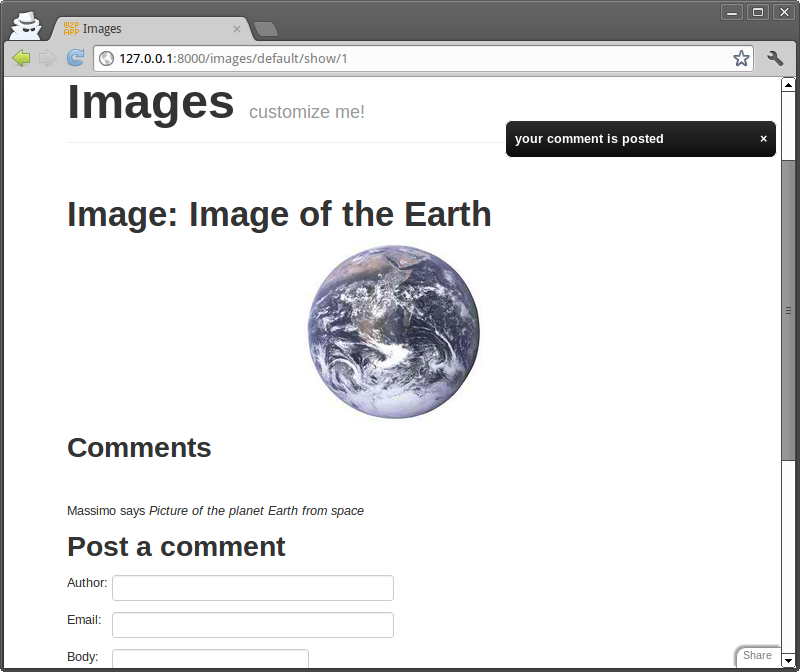 W2P
APP
Images
127.0.0.1:8000/images/default/show/1
Images customize me!
your comment is posted ×
Image: Image of the Earth
Comments
Massimo says Picture of the planet Earth from space
Post a comment
Author:
Email:
Body:
Share